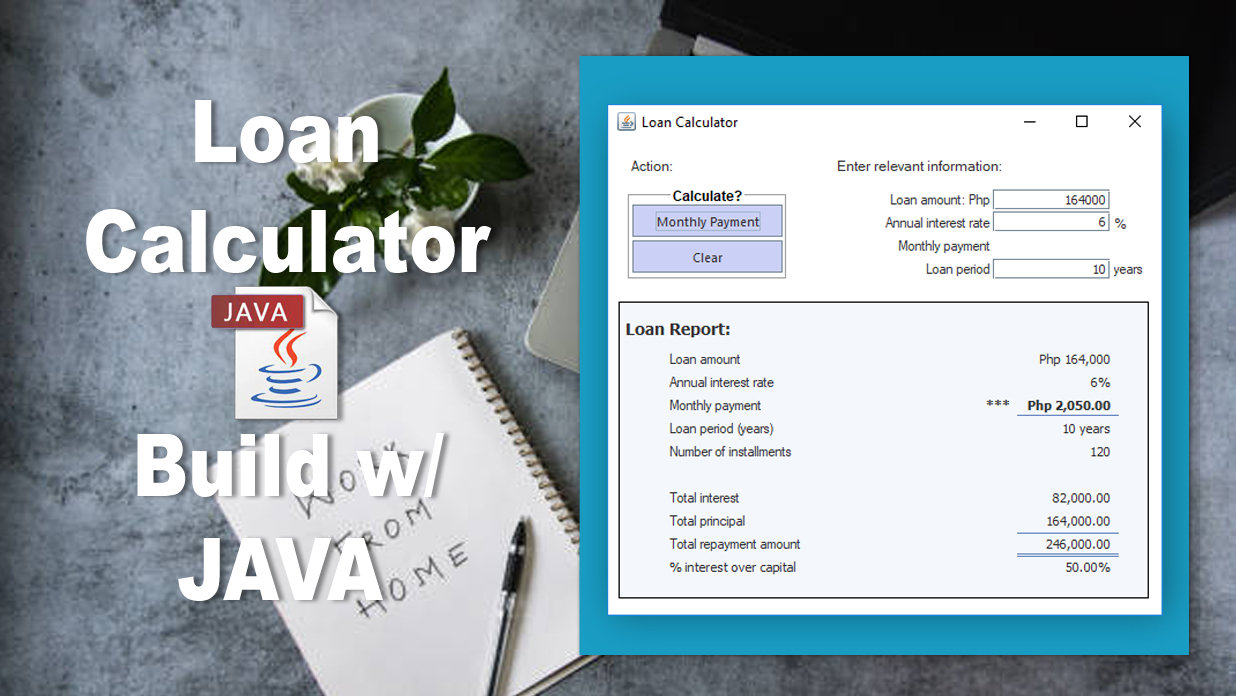 Loan
Calculator
JAVA
Build w/
JAVA
WORK
FROM
HOME
Loan Calculator
Action:
Enter relevant information:
Calculate?
Monthly Payment
Clear
Loan amount: Php 164000
Annual interest rate 6 %
Monthly payment
Loan period 10 years
Loan Report:
Loan amount Php 164,000
Annual interest rate 6%
Monthly payment *** Php 2,050.00
Loan period (years) 10 years
Number of installments 120
Total interest 82,000.00
Total principal 164,000.00
Total repayment amount 246,000.00
% interest over capital 50.00%